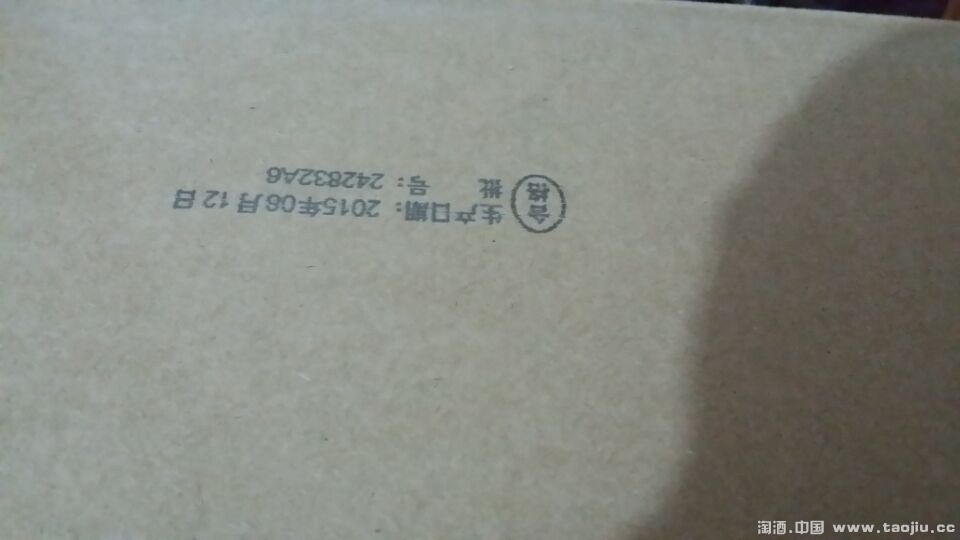 合格
生产日期：2015年06月12日
批 号：242832A6
淘酒.中国 www.taojiu.cc